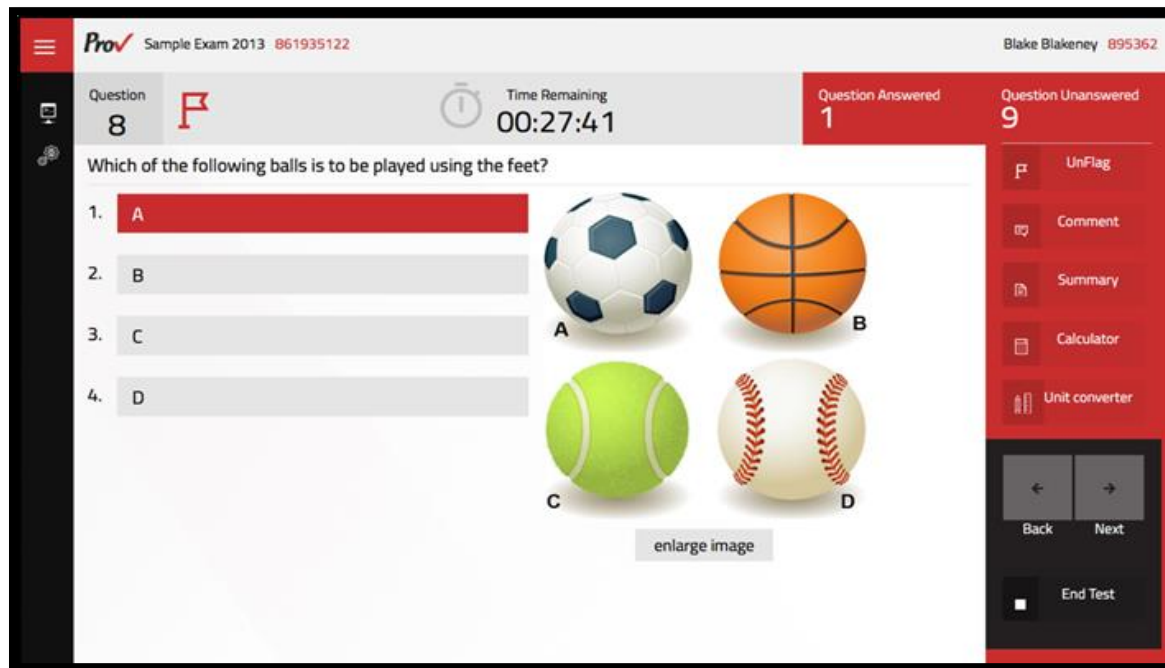 Prov Sample Exam 2013 861935122
Blake Blakeney 895362
Question
8
Time Remaining
00:27:41
Question Answered
1
Question Unanswered
9
Which of the following balls is to be played using the feet?
1. A
2. B
3. C
4. D
A
B
C
D
enlarge image
UnFlag
Comment
Summary
Calculator
Unit converter
Back
Next
End Test